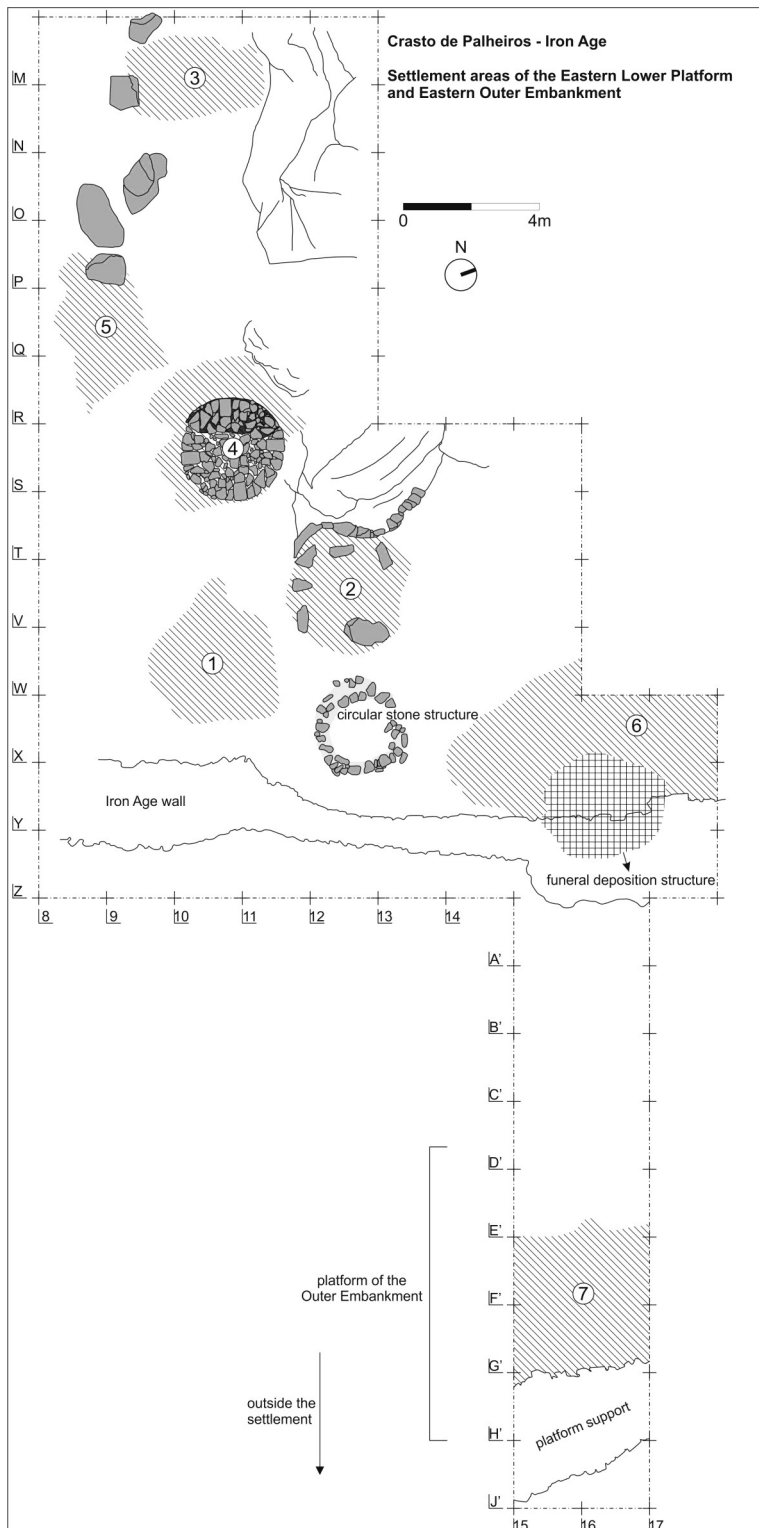 Crasto de Palheiros - Iron Age
Settlement areas of the Eastern Lower Platform
and Eastern Outer Embankment
0
4m
N
M
N
O
P
Q
R
S
T
V
W
X
Y
Z
3
5
4
2
1
circular stone structure
6
Iron Age wall
funeral deposition structure
8
9
10
11
12
13
14
A'
B'
C'
D'
E'
F'
G'
H'
J'
platform of the
Outer Embankment
7
outside the
settlement
platform support
15
16
17